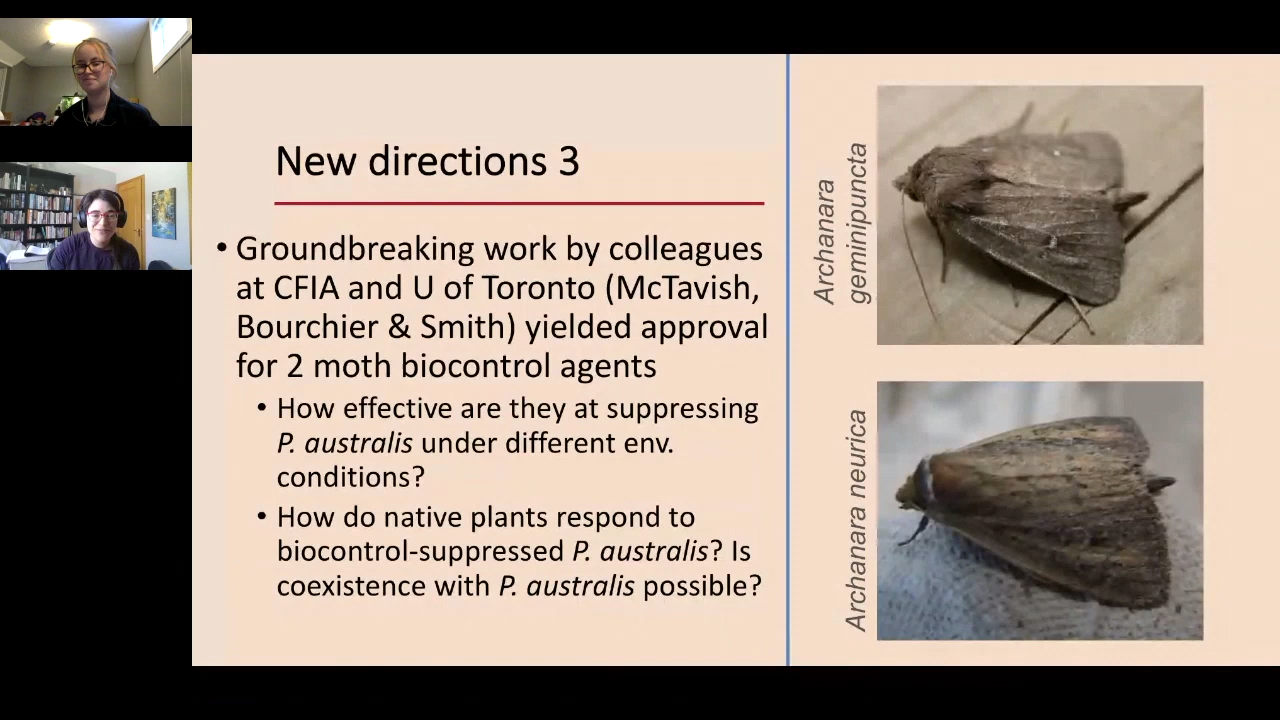 New directions 3
• Groundbreaking work by colleagues
at CFIA and U of Toronto (McTavish,
Bourchier & Smith) yielded approval
for 2 moth biocontrol agents
• How effective are they at suppressing
P. australis under different env.
conditions?
• How do native plants respond to
biocontrol-suppressed P. australis? Is
coexistence with P. australis possible?
Archanara
geminipuncta
Archanara neurica